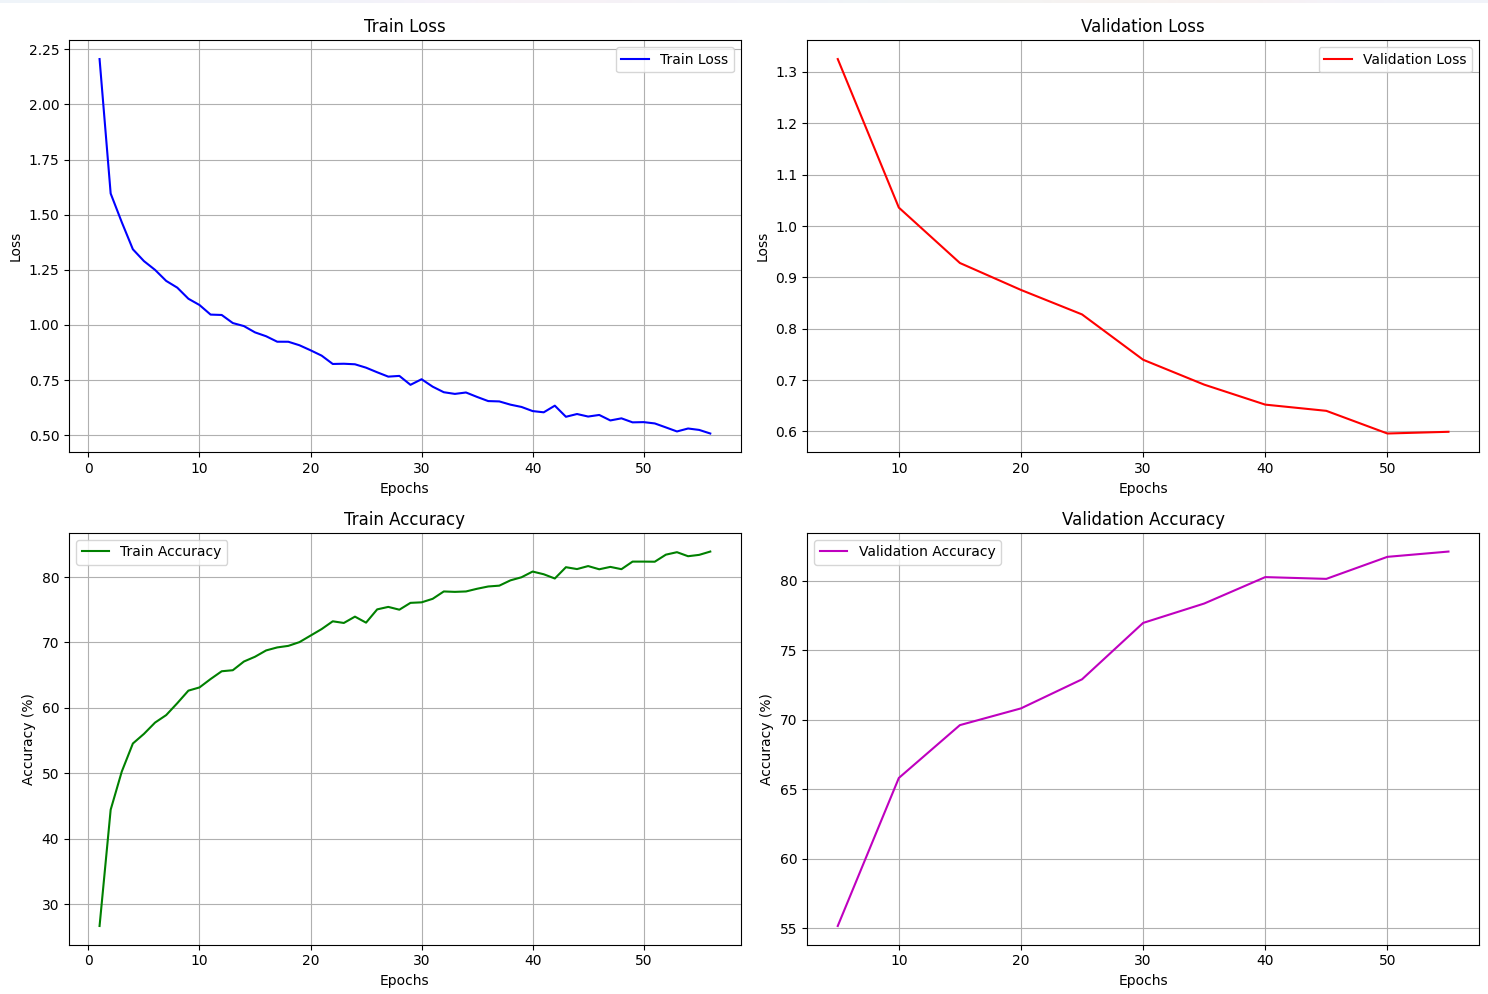 Train Loss
Train Loss
2.25
2.00
1.75
1.50
1.25
1.00
0.75
0.50
Loss
0 10 20 30 40 50
Epochs
Validation Loss
Validation Loss
1.3
1.2
1.1
1.0
0.9
0.8
0.7
0.6
Loss
10 20 30 40 50
Epochs
Train Accuracy
Train Accuracy
80
70
60
50
40
30
Accuracy (%)
0 10 20 30 40 50
Epochs
Validation Accuracy
Validation Accuracy
80
75
70
65
60
55
Accuracy (%)
10 20 30 40 50
Epochs